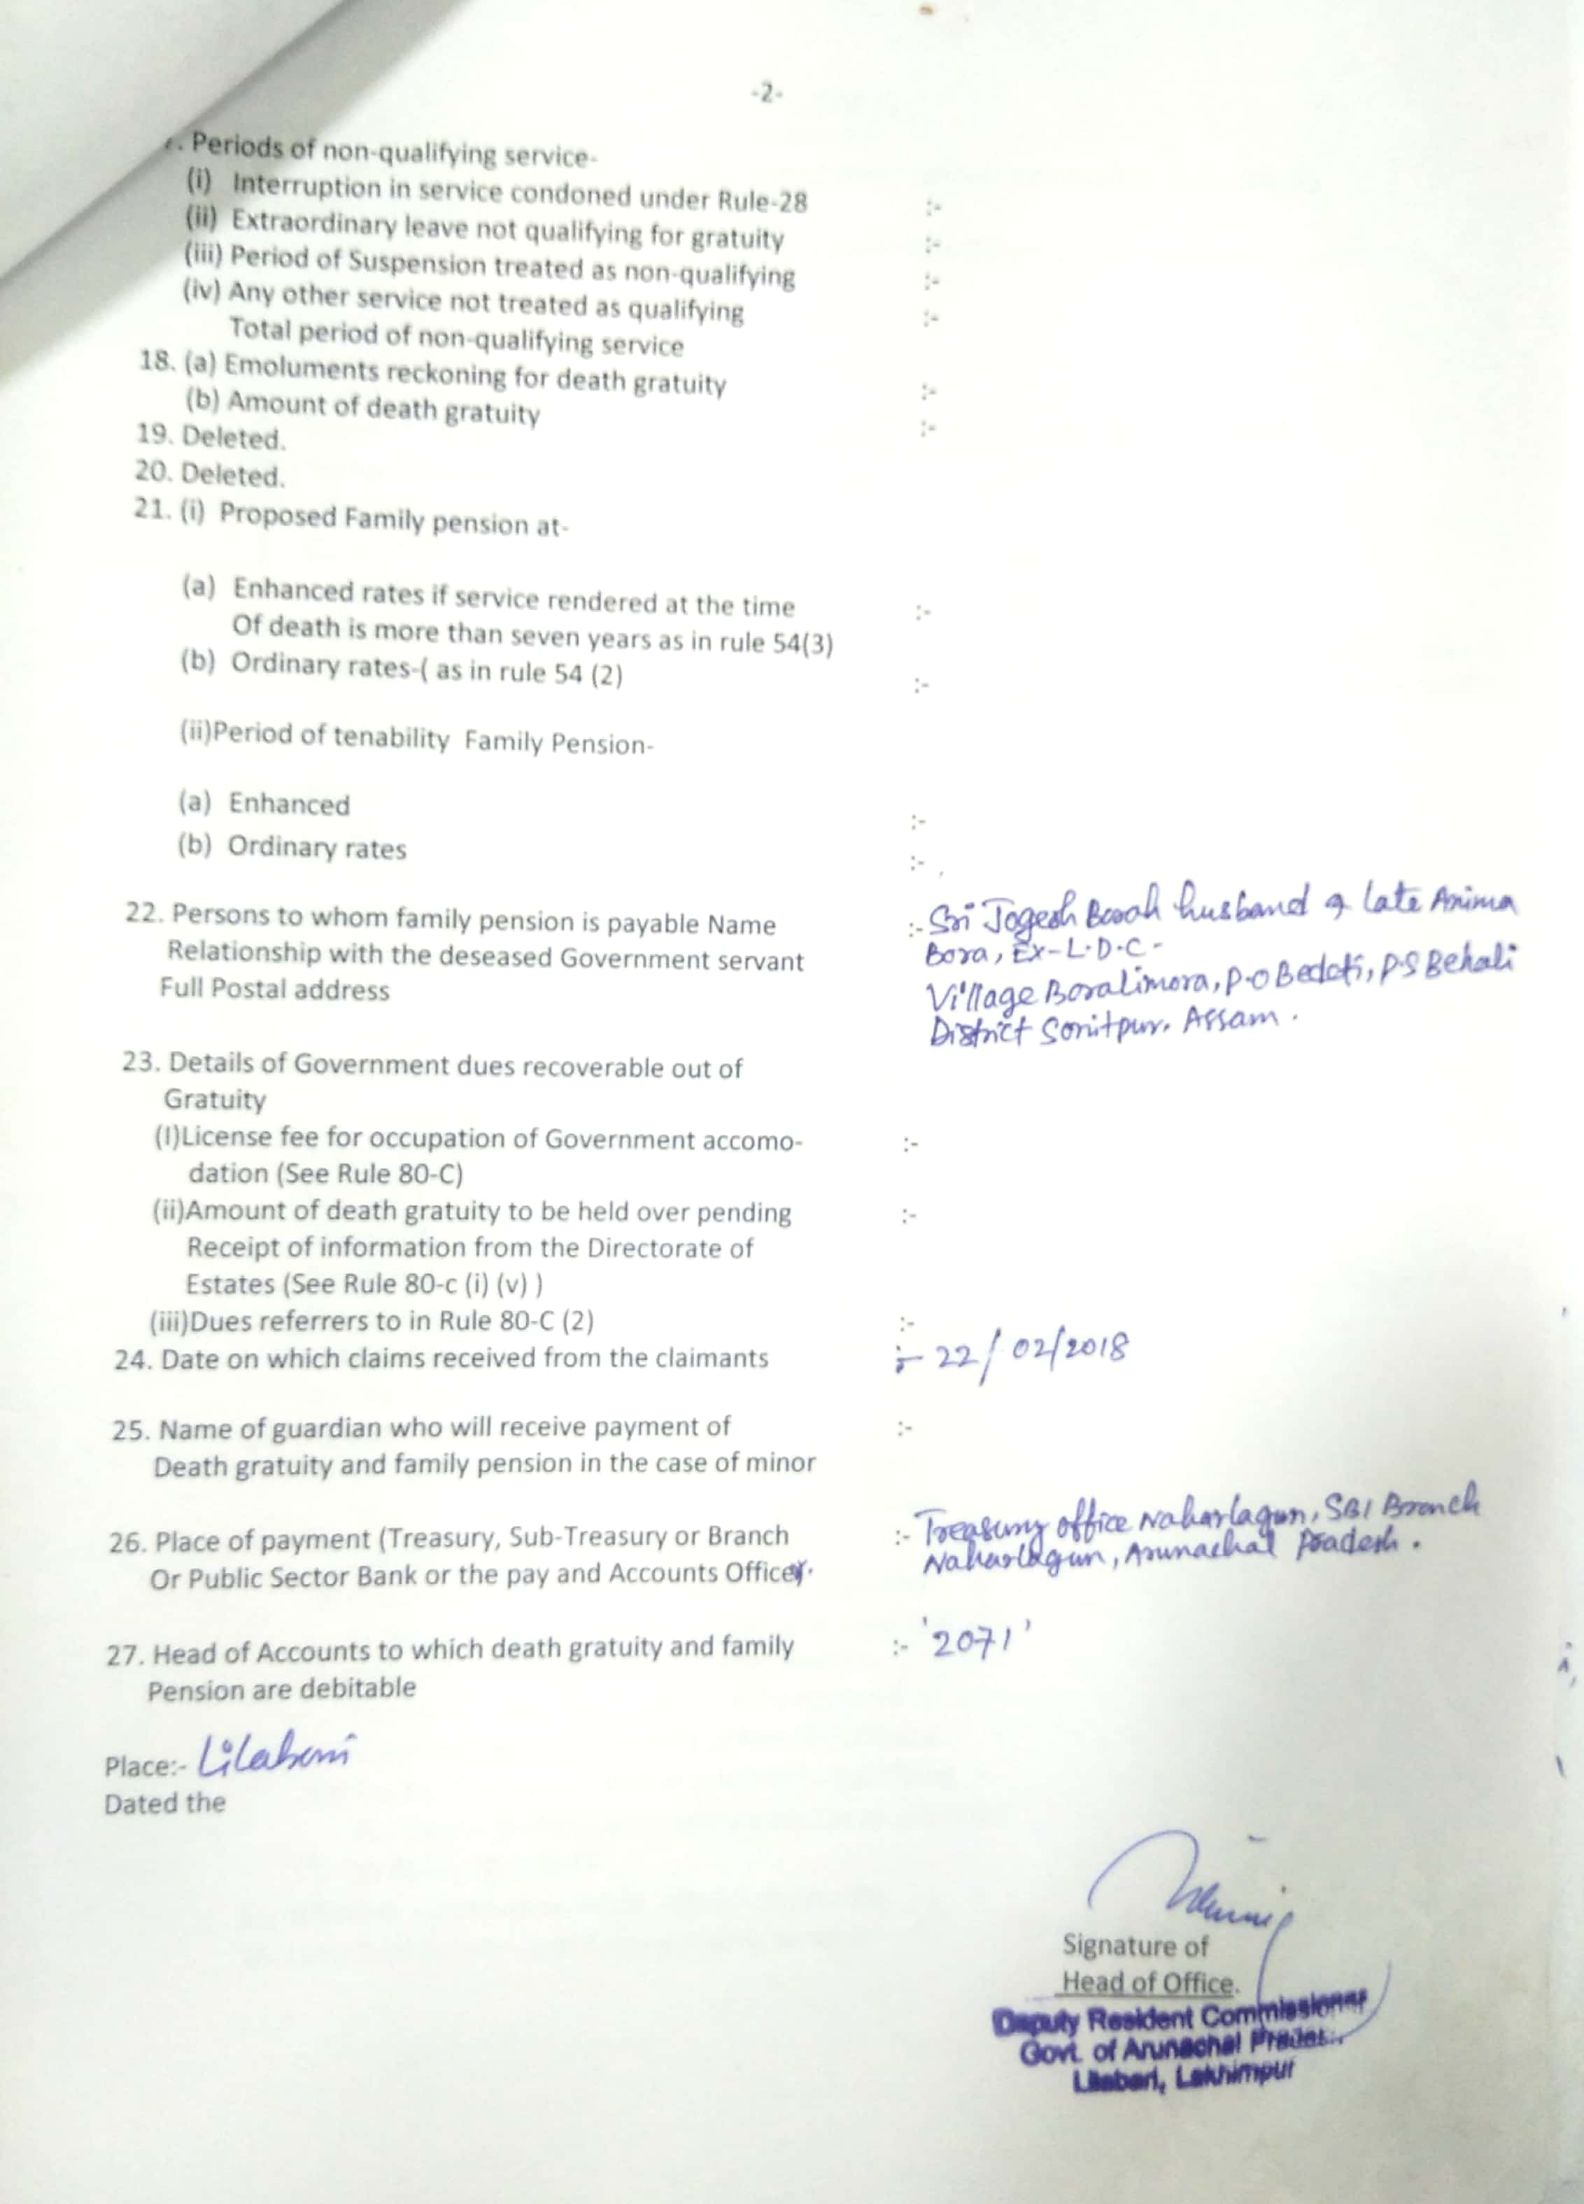 -2-
. Periods of non-qualifying service-
(i) Interruption in service condoned under Rule-28 :-
(ii) Extraordinary leave not qualifying for gratuity :-
(iii) Period of Suspension treated as non-qualifying :-
(iv) Any other service not treated as qualifying :-
Total period of non-qualifying service
18. (a) Emoluments reckoning for death gratuity :-
(b) Amount of death gratuity :-
19. Deleted.
20. Deleted.
21. (i) Proposed Family pension at-
(a) Enhanced rates if service rendered at the time :-
Of death is more than seven years as in rule 54(3)
(b) Ordinary rates-( as in rule 54 (2) :-
(ii)Period of tenability Family Pension-
(a) Enhanced :-
(b) Ordinary rates :-
22. Persons to whom family pension is payable Name :- Sri Jogesh Borah husband of late Anima
Relationship with the deseased Government servant Bora, Ex-L.D.C-
Full Postal address Village Boralimora, P.O Bedeti, P.S Behali
District Sonitpur. Assam.
23. Details of Government dues recoverable out of
Gratuity
(I)License fee for occupation of Government accomo- :-
dation (See Rule 80-C)
(ii)Amount of death gratuity to be held over pending :-
Receipt of information from the Directorate of
Estates (See Rule 80-c (i) (v) )
(iii)Dues referrers to in Rule 80-C (2) :-
24. Date on which claims received from the claimants :- 22/02/2018
25. Name of guardian who will receive payment of :-
Death gratuity and family pension in the case of minor
26. Place of payment (Treasury, Sub-Treasury or Branch :- Treasury office Naharlagun, SBI Branch
Or Public Sector Bank or the pay and Accounts Officer. Naharlagun, Arunachal Pradesh.
27. Head of Accounts to which death gratuity and family :- '2071'
Pension are debitable
Place:- Lilabari
Dated the
Signature of
Head of Office.
Deputy Resident Commissioner
Govt. of Arunachal Pradesh
Lilabari, Lakhimpur